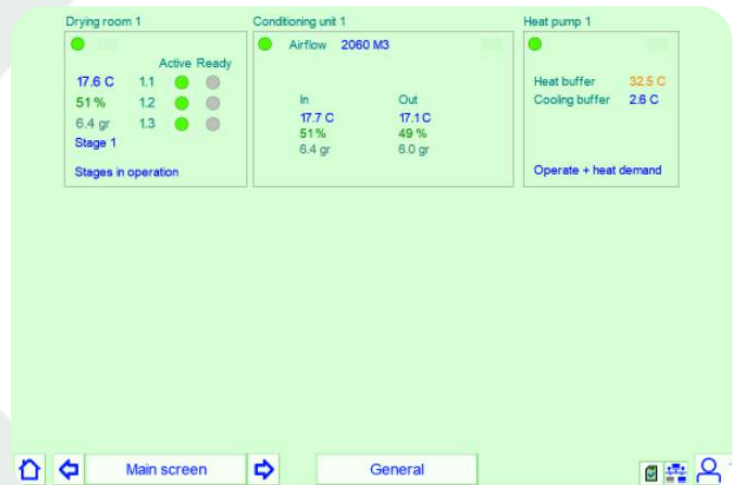 Drying room 1
Active Ready
17.6 C 1.1
51 % 1.2
6.4 gr 1.3
Stage 1
Stages in operation
Conditioning unit 1
Airflow 2060 M3
In Out
17.7 C 17.1 C
51 % 49 %
6.4 gr 6.0 gr
Heat pump 1
Heat buffer 32.5 C
Cooling buffer 2.6 C
Operate + heat demand
Main screen
General